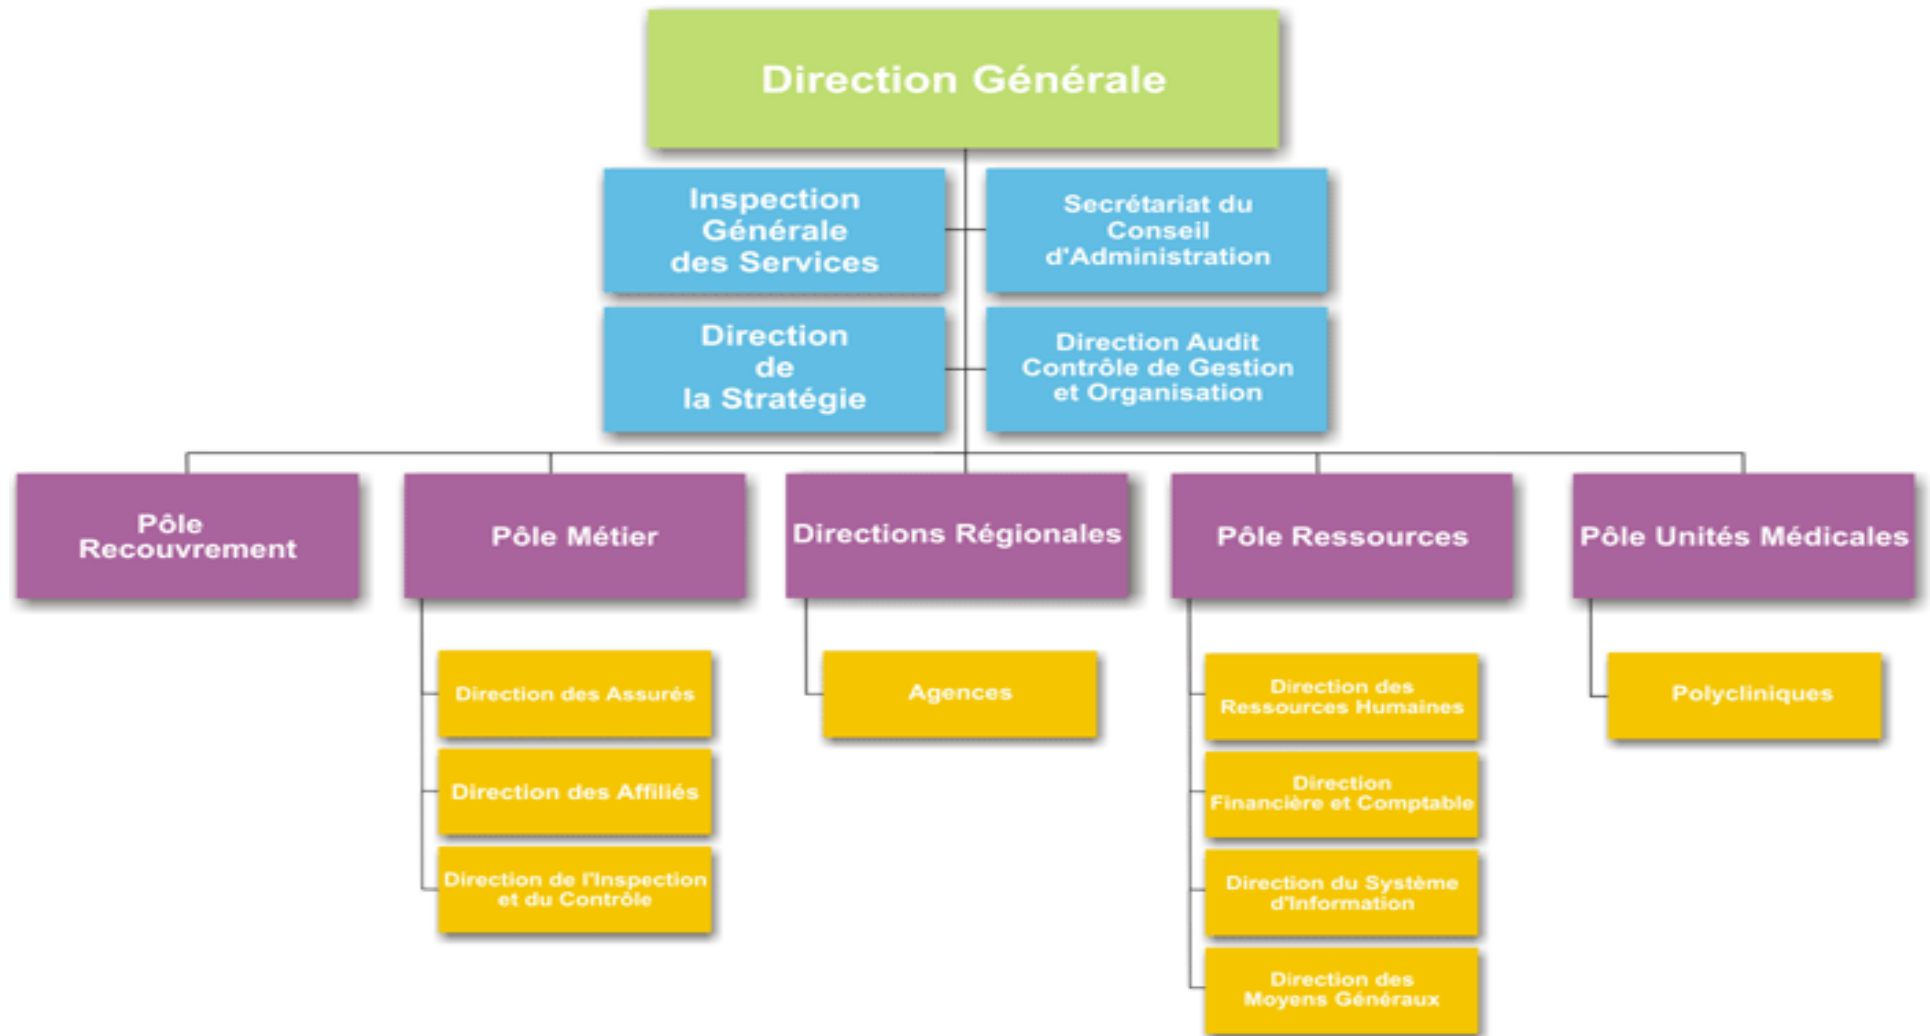 Direction Générale
Inspection
Générale
des Services
Secrétariat du
Conseil
d'Administration
Direction
de
la Stratégie
Direction Audit
Contrôle de Gestion
et Organisation
Pôle
Recouvrement
Pôle Métier
Directions Régionales
Pôle Ressources
Pôle Unités Médicales
Direction des Assurés
Direction des Affiliés
Direction de l'Inspection
et du Contrôle
Agences
Direction des
Ressources Humaines
Direction
Financière et Comptable
Direction du Système
d'Information
Direction des
Moyens Généraux
Polycliniques